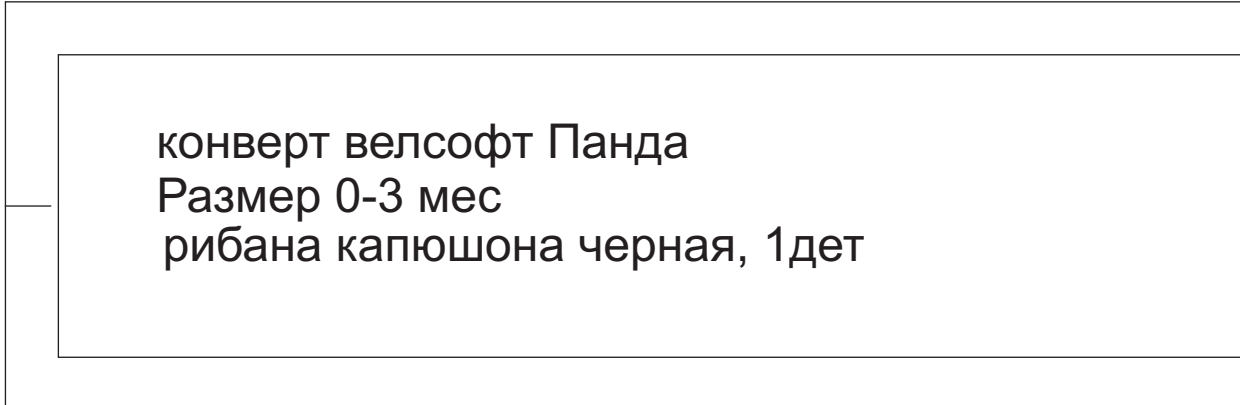 конверт велсофт Панда
Размер 0-3 мес
рибана капюшона черная, 1дет